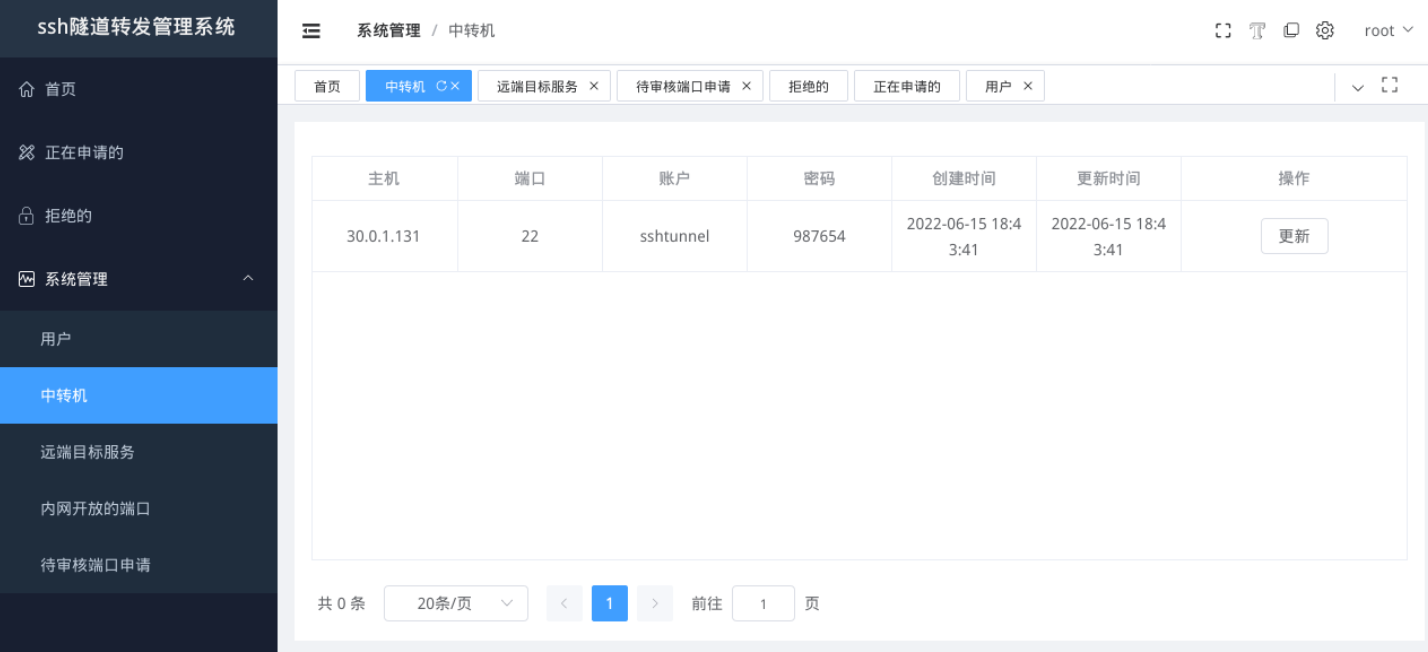 ssh隧道转发管理系统
首页
正在申请的
拒绝的
系统管理
用户
中转机
远端目标服务
内网开放的端口
待审核端口申请
系统管理 / 中转机
root
首页 中转机 远端目标服务 待审核端口申请 拒绝的 正在申请的 用户
主机 端口 账户 密码 创建时间 更新时间 操作
30.0.1.131 22 sshtunnel 987654 2022-06-15 18:4 2022-06-15 18:4 更新
3:41 3:41
共 0 条 20条/页 1 前往 1 页